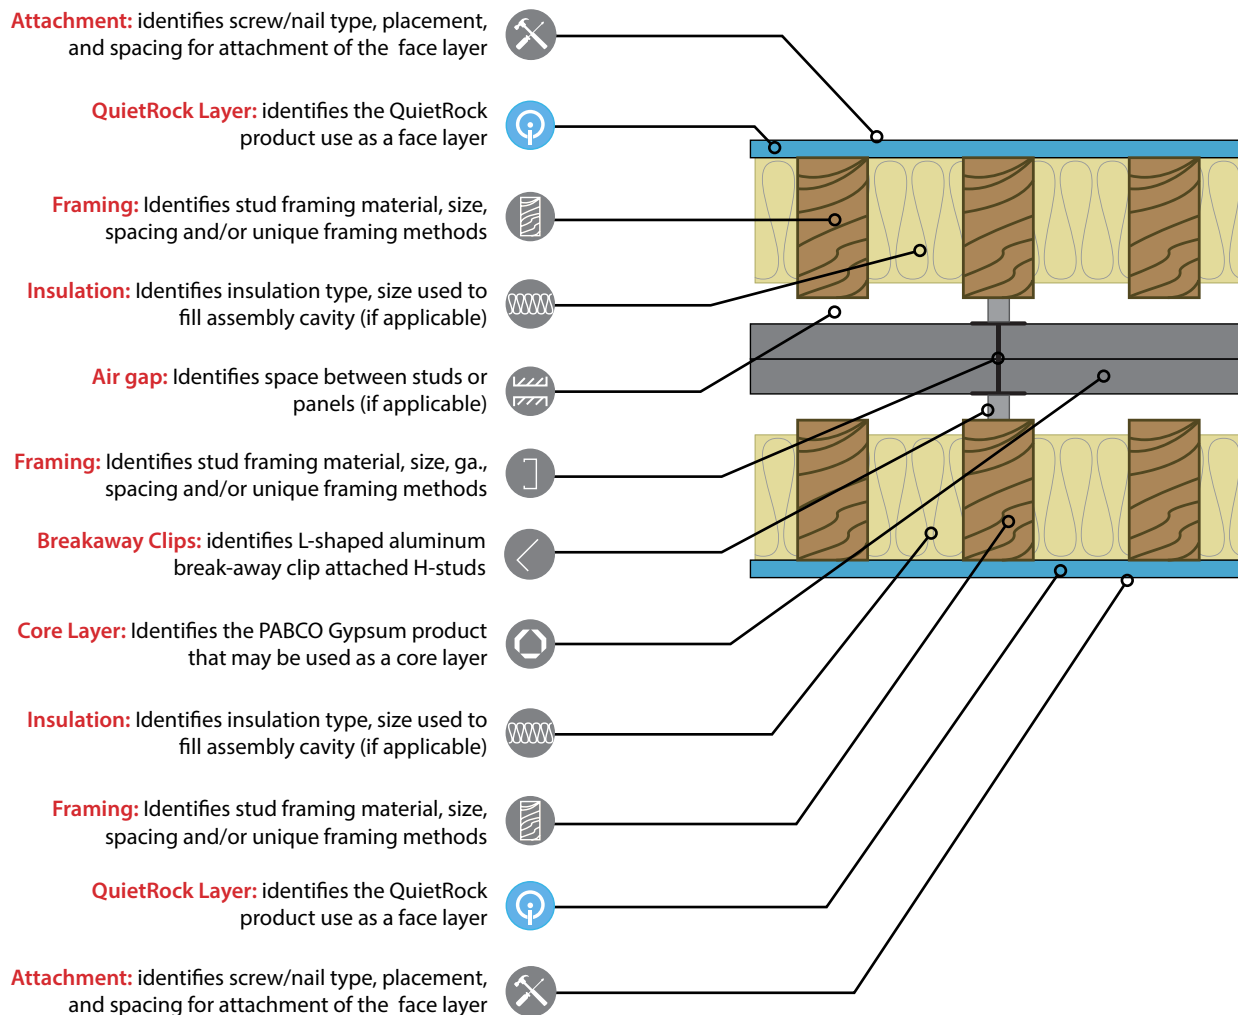 Attachment: identifies screw/nail type, placement,
and spacing for attachment of the face layer
QuietRock Layer: identifies the QuietRock
product use as a face layer
Framing: Identifies stud framing material, size,
spacing and/or unique framing methods
Insulation: Identifies insulation type, size used to
fill assembly cavity (if applicable)
Air gap: Identifies space between studs or
panels (if applicable)
Framing: Identifies stud framing material, size, ga.,
spacing and/or unique framing methods
Breakaway Clips: identifies L-shaped aluminum
break-away clip attached H-studs
Core Layer: Identifies the PABCO Gypsum product
that may be used as a core layer
Insulation: Identifies insulation type, size used to
fill assembly cavity (if applicable)
Framing: Identifies stud framing material, size,
spacing and/or unique framing methods
QuietRock Layer: identifies the QuietRock
product use as a face layer
Attachment: identifies screw/nail type, placement,
and spacing for attachment of the face layer